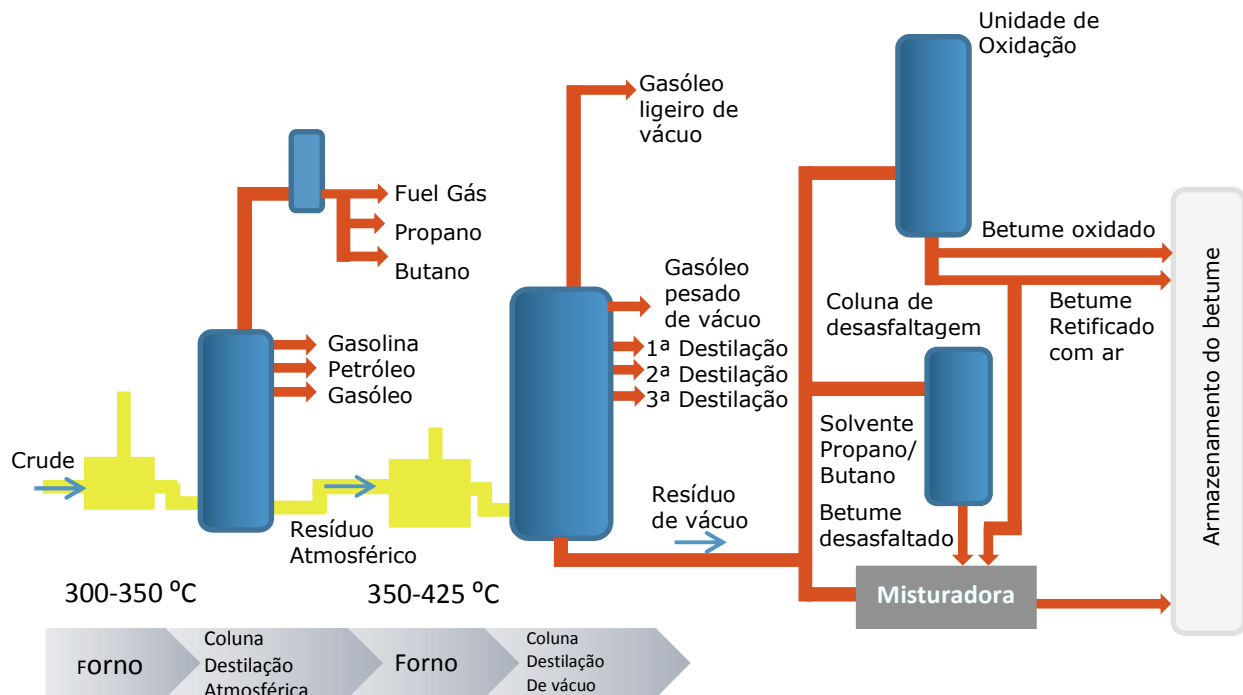 Unidade de
Oxidação
Gasóleo
ligeiro de
vácuo
Fuel Gás
Propano
Butano
Betume oxidado
Gasóleo
pesado
de vácuo
Coluna de
desasfaltagem
Betume
Retificado
com ar
Gasolina
Petróleo
Gasóleo
1ª Destilação
2ª Destilação
3ª Destilação
Armazenamento do betume
Crude
Solvente
Propano/
Butano
Resíduo
Atmosférico
Resíduo
de vácuo
Betume
desasfaltado
300-350 ⁰C
350-425 ⁰C
Misturadora
Forno
Coluna
Destilação
Atmosférica
Forno
Coluna
Destilação
De vácuo